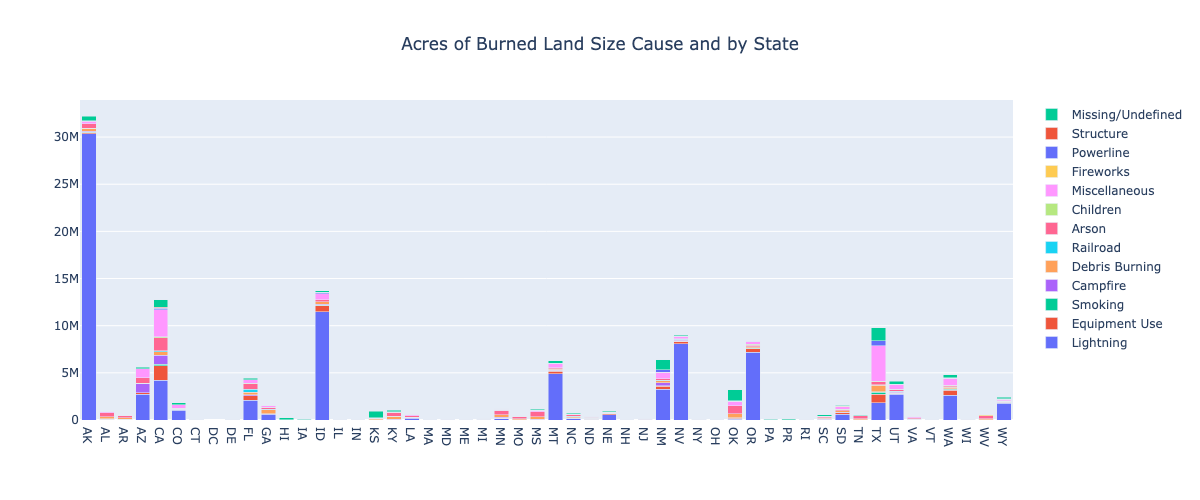 Acres of Burned Land Size Cause and by State
30M
25M
20M
15M
10M
5M
0
AK AL AR AZ CA CO CT DC DE FL GA HI IA ID IL IN KS KY LA MA MD ME MI MN MO MS MT NC ND NE NH NJ NM NV NY OH OK OR PA PR RI SC SD TN TX UT VA VT WA WI WV WY
Missing/Undefined
Structure
Powerline
Fireworks
Miscellaneous
Children
Arson
Railroad
Debris Burning
Campfire
Smoking
Equipment Use
Lightning